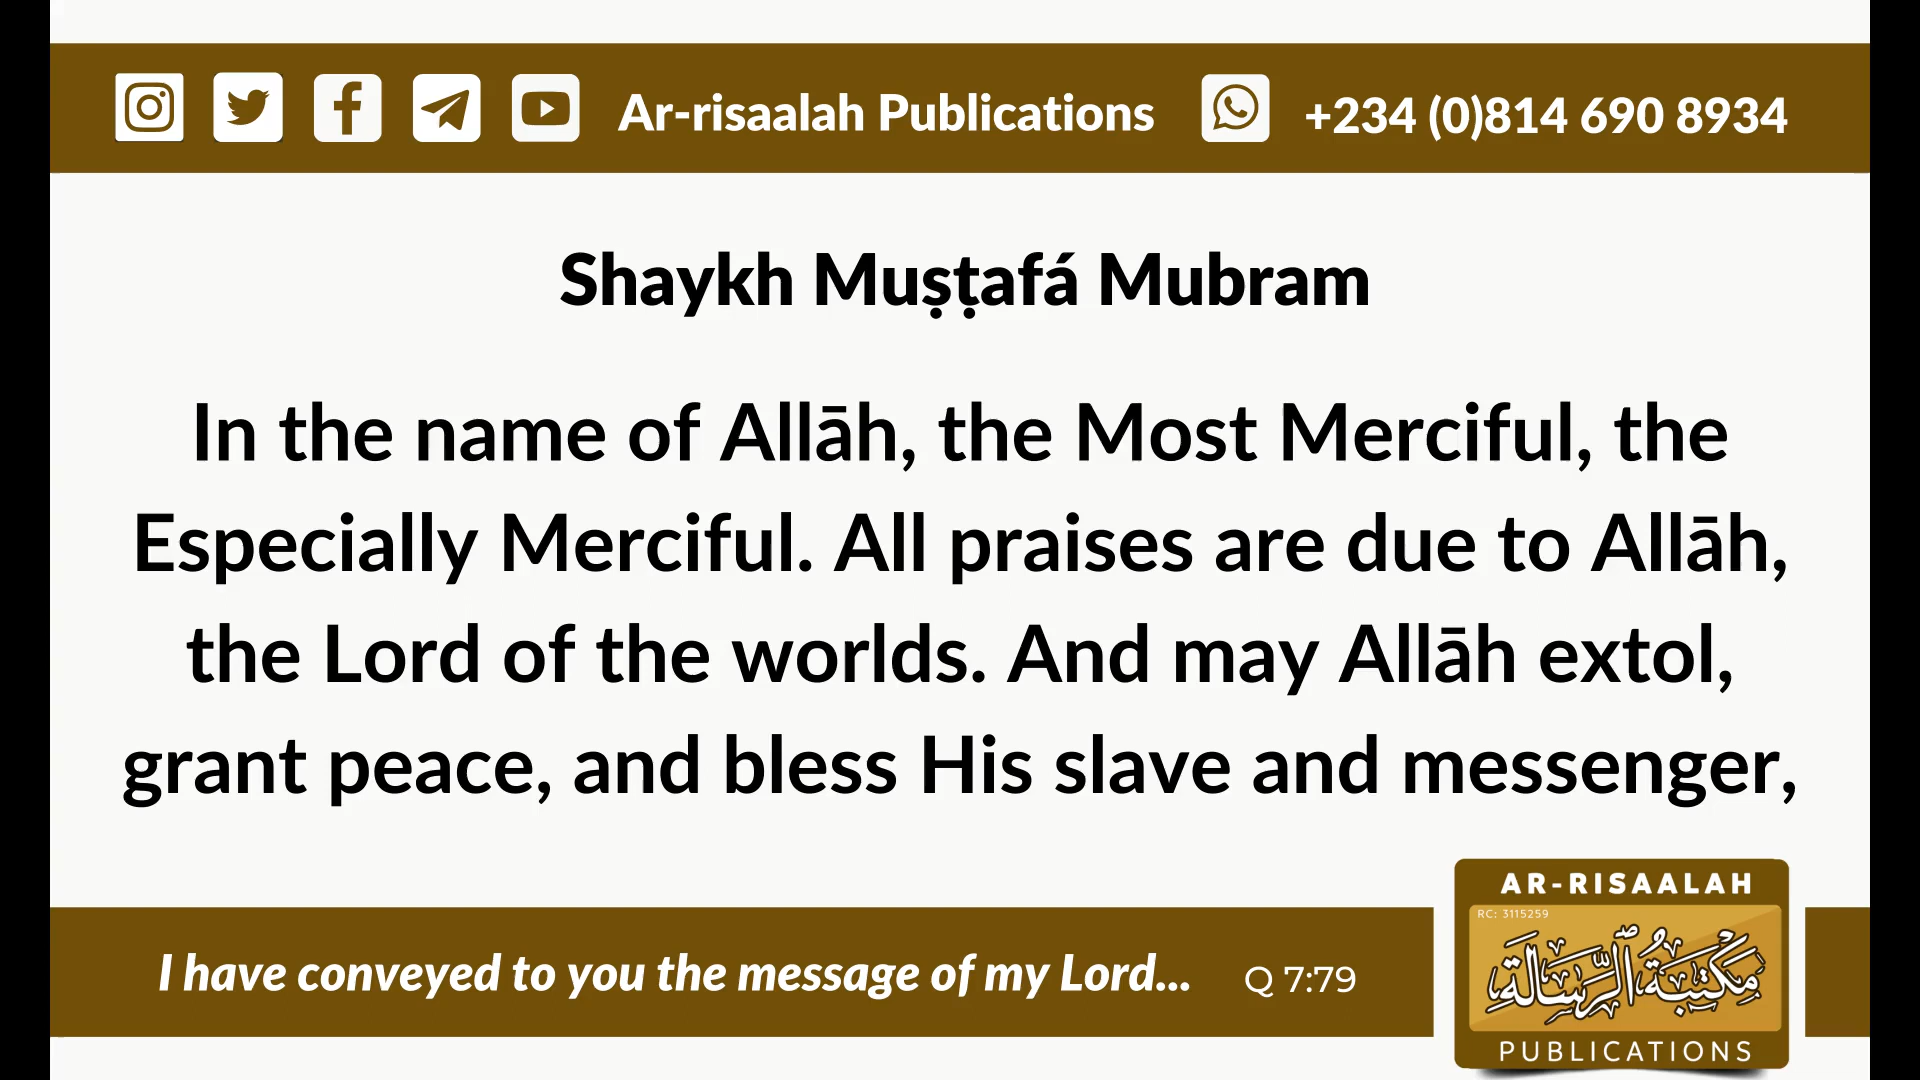 Ar-risaalah Publications +234 (0)814 690 8934
Shaykh Muṣṭafá Mubram
In the name of Allāh, the Most Merciful, the
Especially Merciful. All praises are due to Allāh,
the Lord of the worlds. And may Allāh extol,
grant peace, and bless His slave and messenger,
I have conveyed to you the message of my Lord... Q 7:79
AR-RISAALAH
RC: 3115259
مَكْتَبَةُ الرِّسَالَةِ
PUBLICATIONS